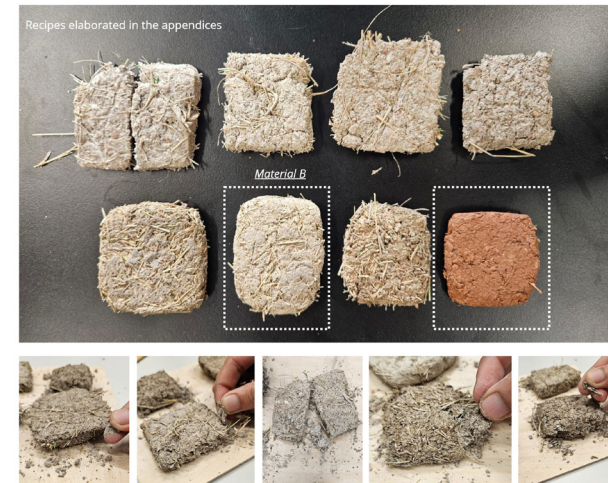 Recipes elaborated in the appendices
Material B